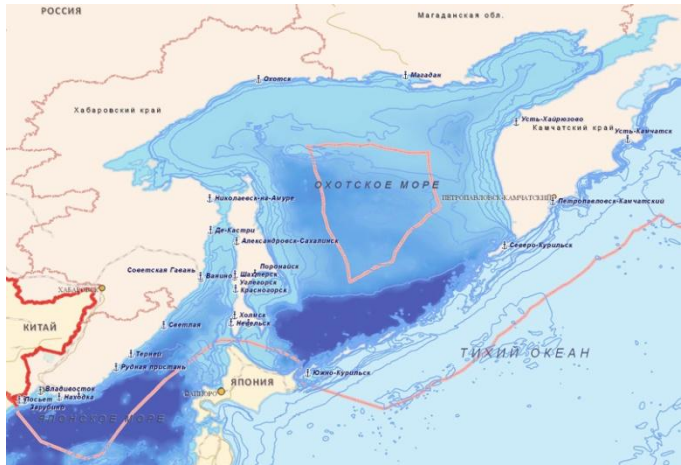 РОССИЯ
Магаданская обл.
Охотск
Магадан
Хабаровский край
Усть-Хайрюзово
Камчатский край
Усть-Камчатск
ОХОТСКОЕ МОРЕ
ПЕТРОПАВЛОВСК-КАМЧАТСКИЙ
Петропавловск-Камчатский
Николаевск-на-Амуре
Де-Кастри
Александровск-Сахалинск
Северо-Курильск
Советская Гавань
Ванино
Поронайск
Шахтерск
Углегорск
Красногорск
ХАБАРОВСК
КИТАЙ
Светлая
Холмск
Невельск
Терней
Рудная пристань
ТИХИЙ ОКЕАН
Южно-Курильск
ЯПОНИЯ
САППОРО
Владивосток
Находка
Посьет
Зарубино
ЯПОНСКОЕ МОРЕ